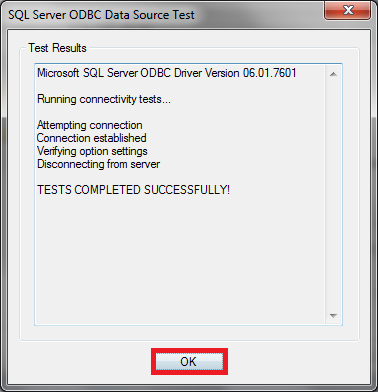 SQL Server ODBC Data Source Test
Test Results
Microsoft SQL Server ODBC Driver Version 06.01.7601
Running connectivity tests...
Attempting connection
Connection established
Verifying option settings
Disconnecting from server
TESTS COMPLETED SUCCESSFULLY!
OK